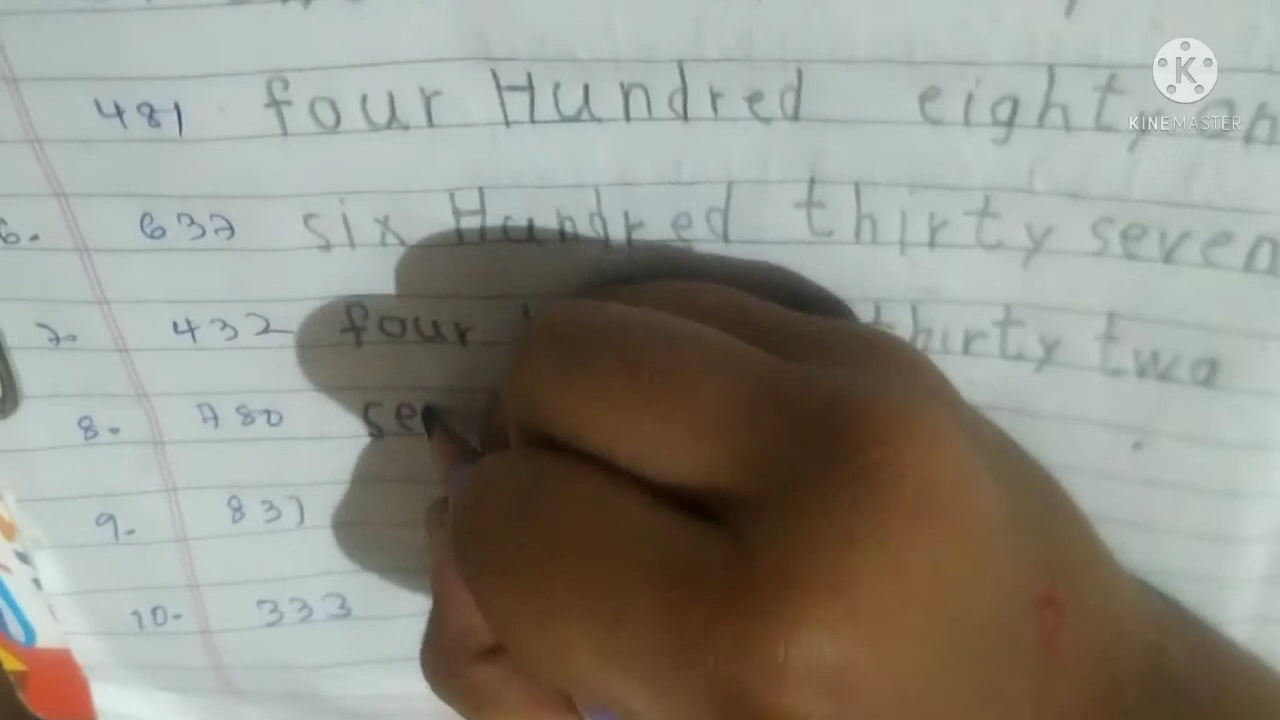 481 four Hundred eighty
KINEMASTER
6. 637 six Hundred thirty seven
7. 432 four thirty two
8. 780 se
9. 831
10- 333